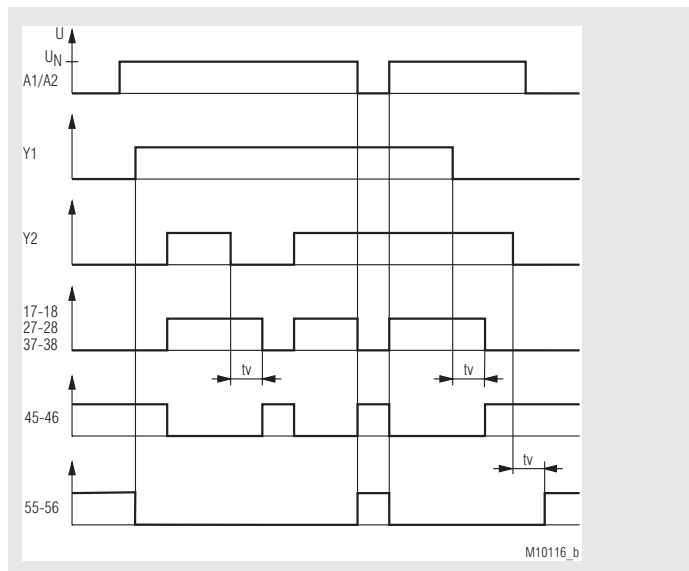 U
UN
A1/A2
Y1
Y2
17-18
27-28
37-38
tv
tv
45-46
tv
55-56
M10116_b